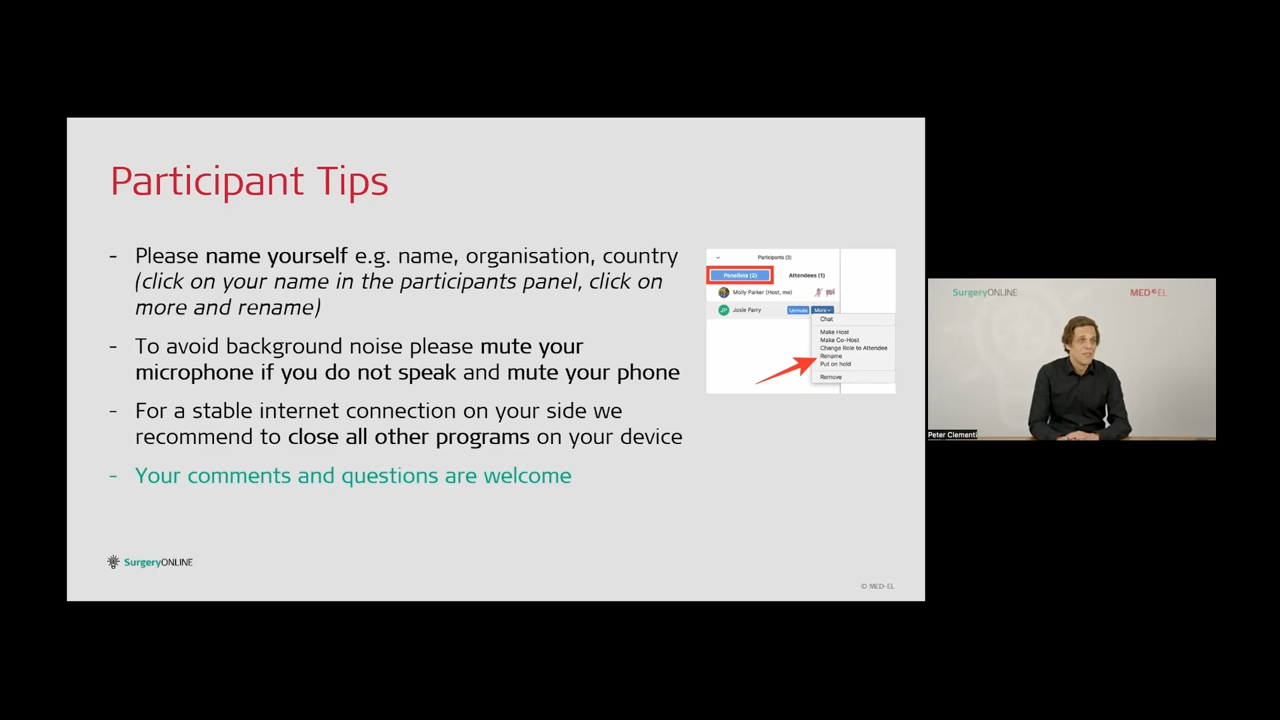 Participant Tips
- Please name yourself e.g. name, organisation, country
(click on your name in the participants panel, click on
more and rename)
- To avoid background noise please mute your
microphone if you do not speak and mute your phone
- For a stable internet connection on your side we
recommend to close all other programs on your device
- Your comments and questions are welcome
Participants (3)
Panelists (2) Attendees (1)
Molly Parker (Host, me)
JP Josie Parry Unmute More
Chat
Make Host
Make Co-Host
Change Role to Attendee
Rename
Put on hold
Remove
SurgeryONLINE
© MED-EL
SurgeryONLINE MED-EL
Peter Clementi